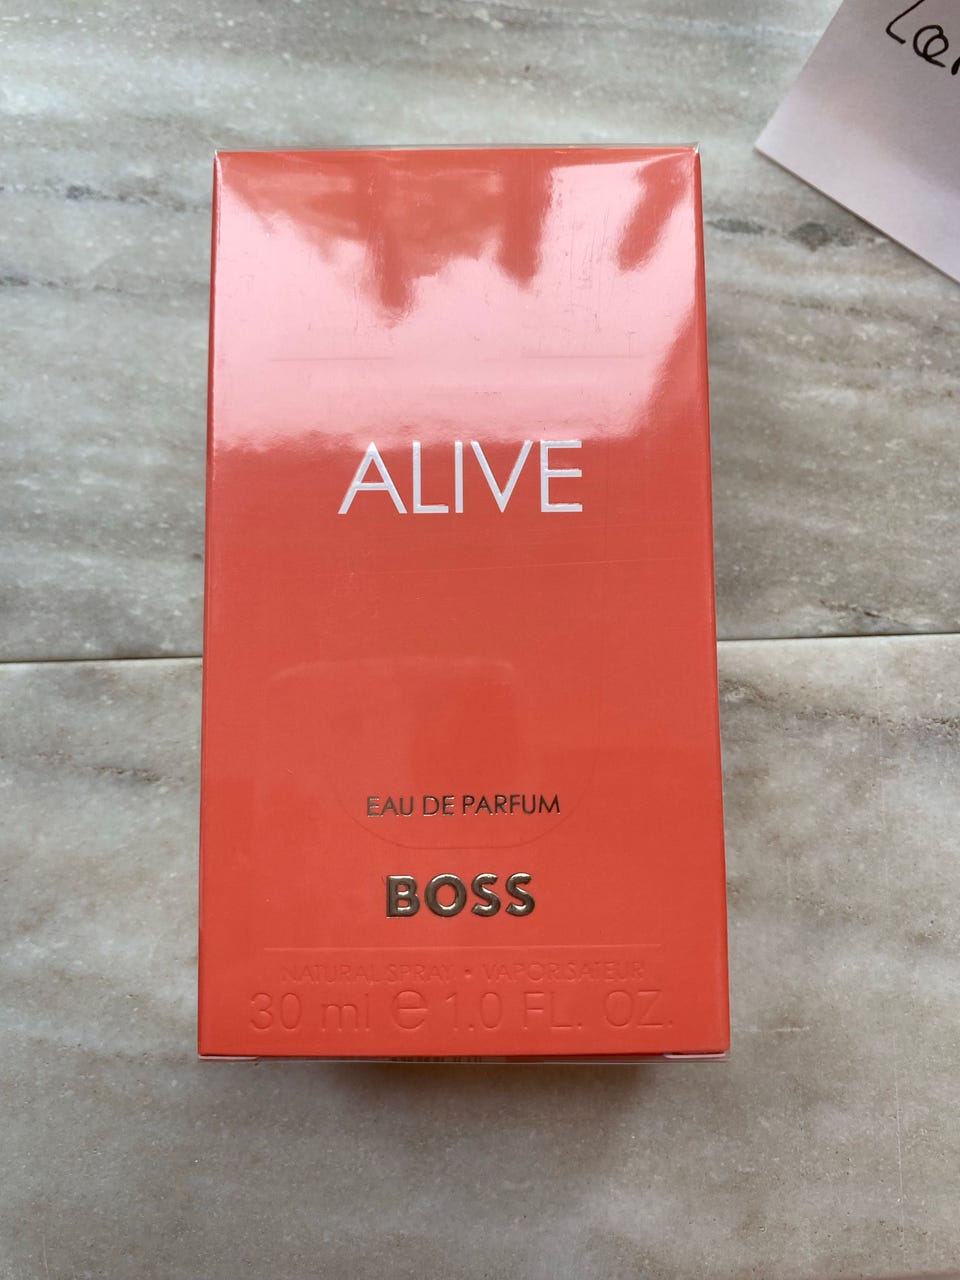 ALIVE
EAU DE PARFUM
BOSS
NATURAL SPRAY • VAPORISATEUR
30 ml ℮ 1.0 FL. OZ.